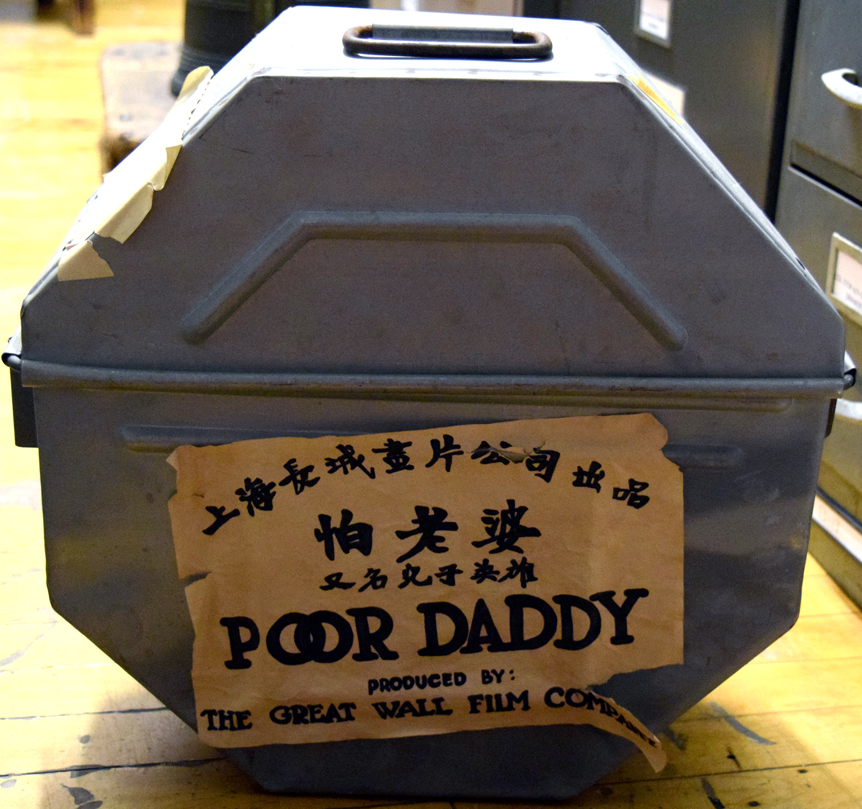 上海長城畫片公司出品
怕老婆
又名兒子英雄
POOR DADDY
PRODUCED BY:
THE GREAT WALL FILM COMPANY